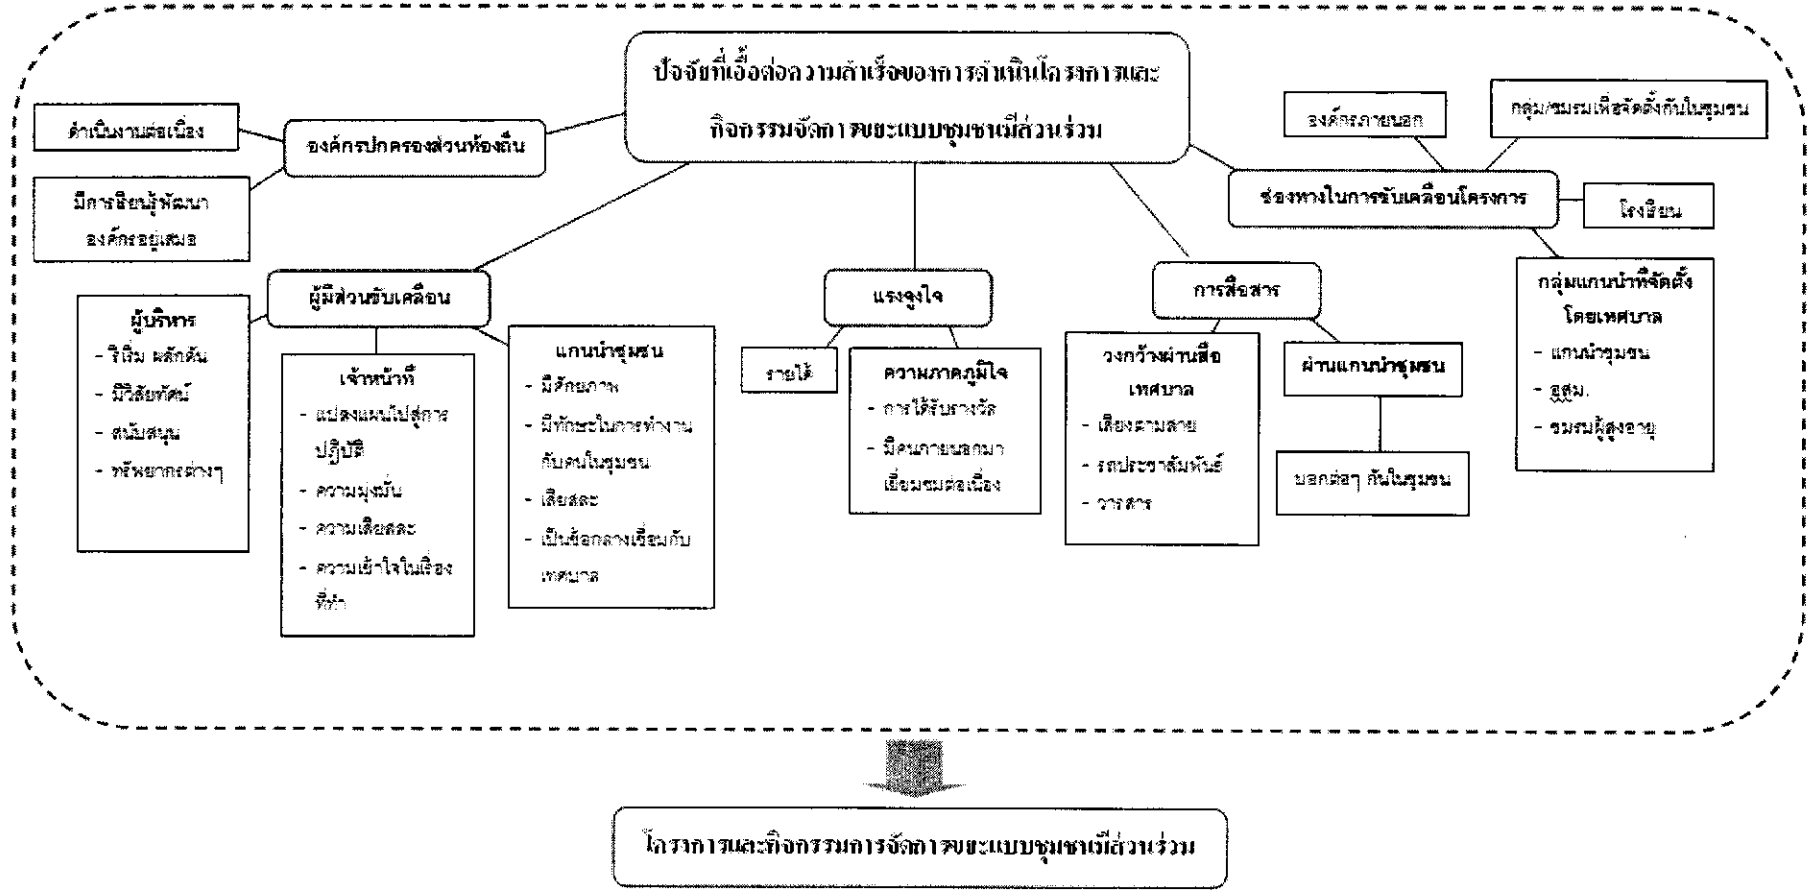 ปัจจัยที่เอื้อต่อความสำเร็จของการดำเนินโครงการและ
กิจกรรมจัดการขยะแบบชุมชนมีส่วนร่วม
ดำเนินงานต่อเนื่อง
องค์กรปกครองส่วนท้องถิ่น
มีการเรียนรู้พัฒนา
องค์กรอยู่เสมอ
องค์กรภายนอก
กลุ่ม/ชมรมเพื่อจัดตั้งกันในชุมชน
ช่องทางในการขับเคลื่อนโครงการ
โรงเรียน
กลุ่มแกนนำที่จัดตั้ง
โดยเทศบาล
- แกนนำชุมชน
- อสม.
- ชมรมผู้สูงอายุ
ผู้มีส่วนขับเคลื่อน
ผู้บริหาร
- ริเริ่ม ผลักดัน
- มีวิสัยทัศน์
- สนับสนุน
- ทรัพยากรต่างๆ
เจ้าหน้าที่
- แปลงแผนไปสู่การ
ปฏิบัติ
- ความมุ่งมั่น
- ความเสียสละ
- ความเข้าใจในเรื่อง
ที่ทำ
แกนนำชุมชน
- มีศักยภาพ
- มีทักษะในการทำงาน
กับคนในชุมชน
- เสียสละ
- เป็นข้อกลางเชื่อมกับ
เทศบาล
แรงจูงใจ
รายได้
ความภาคภูมิใจ
- การได้รับรางวัล
- มีคนภายนอกมา
เยี่ยมชมต่อเนื่อง
การสื่อสาร
วงกว้างผ่านสื่อ
เทศบาล
- เสียงตามสาย
- รถประชาสัมพันธ์
- วารสาร
ผ่านแกนนำชุมชน
บอกต่อๆ กันในชุมชน
โครงการและกิจกรรมการจัดการขยะแบบชุมชนมีส่วนร่วม